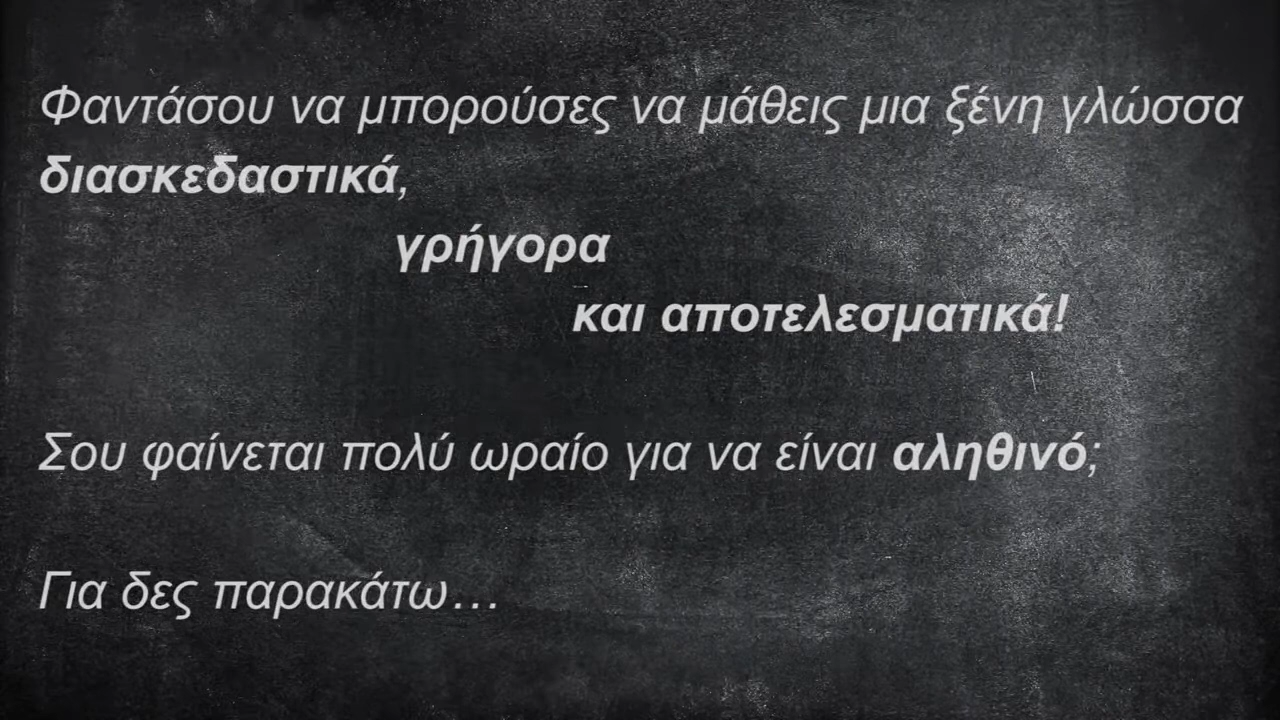 Φαντάσου να μπορούσες να μάθεις μια ξένη γλώσσα
διασκεδαστικά,
γρήγορα
και αποτελεσματικά!
Σου φαίνεται πολύ ωραίο για να είναι αληθινό;
Για δες παρακάτω…